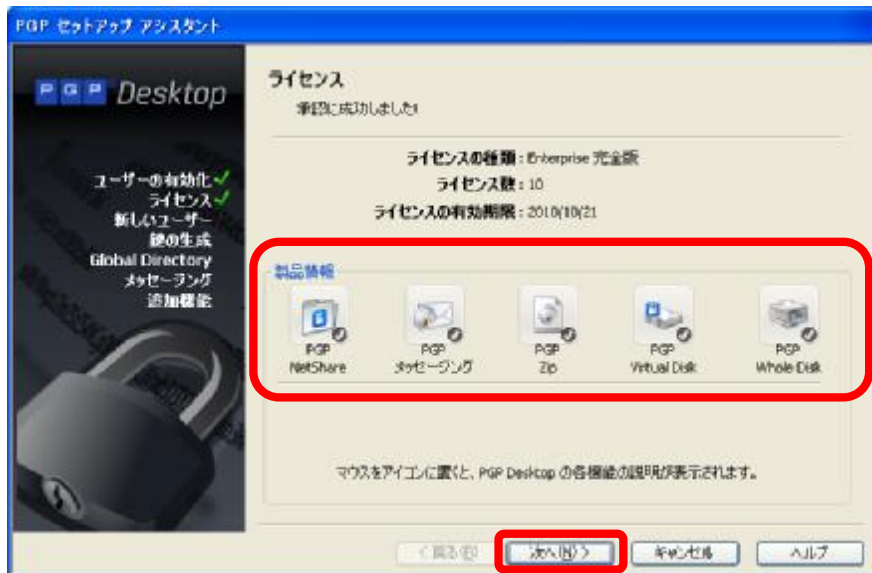 PGP セットアップ アシスタント
PGP Desktop
ユーザーの有効化
ライセンス
新しいユーザー
鍵の生成
Global Directory
メッセージング
追加機能
ライセンス
承認に成功しました!
ライセンスの種類 : Enterprise 完全版
ライセンス数 : 10
ライセンスの有効期限 : 2010/10/21
製品情報
PGP NetShare
PGP メッセージング
PGP Zip
PGP Virtual Disk
PGP Whole Disk
マウスをアイコンに置くと、PGP Desktop の各機能の説明が表示されます。
< 戻る(B)
次へ(N) >
キャンセル
ヘルプ